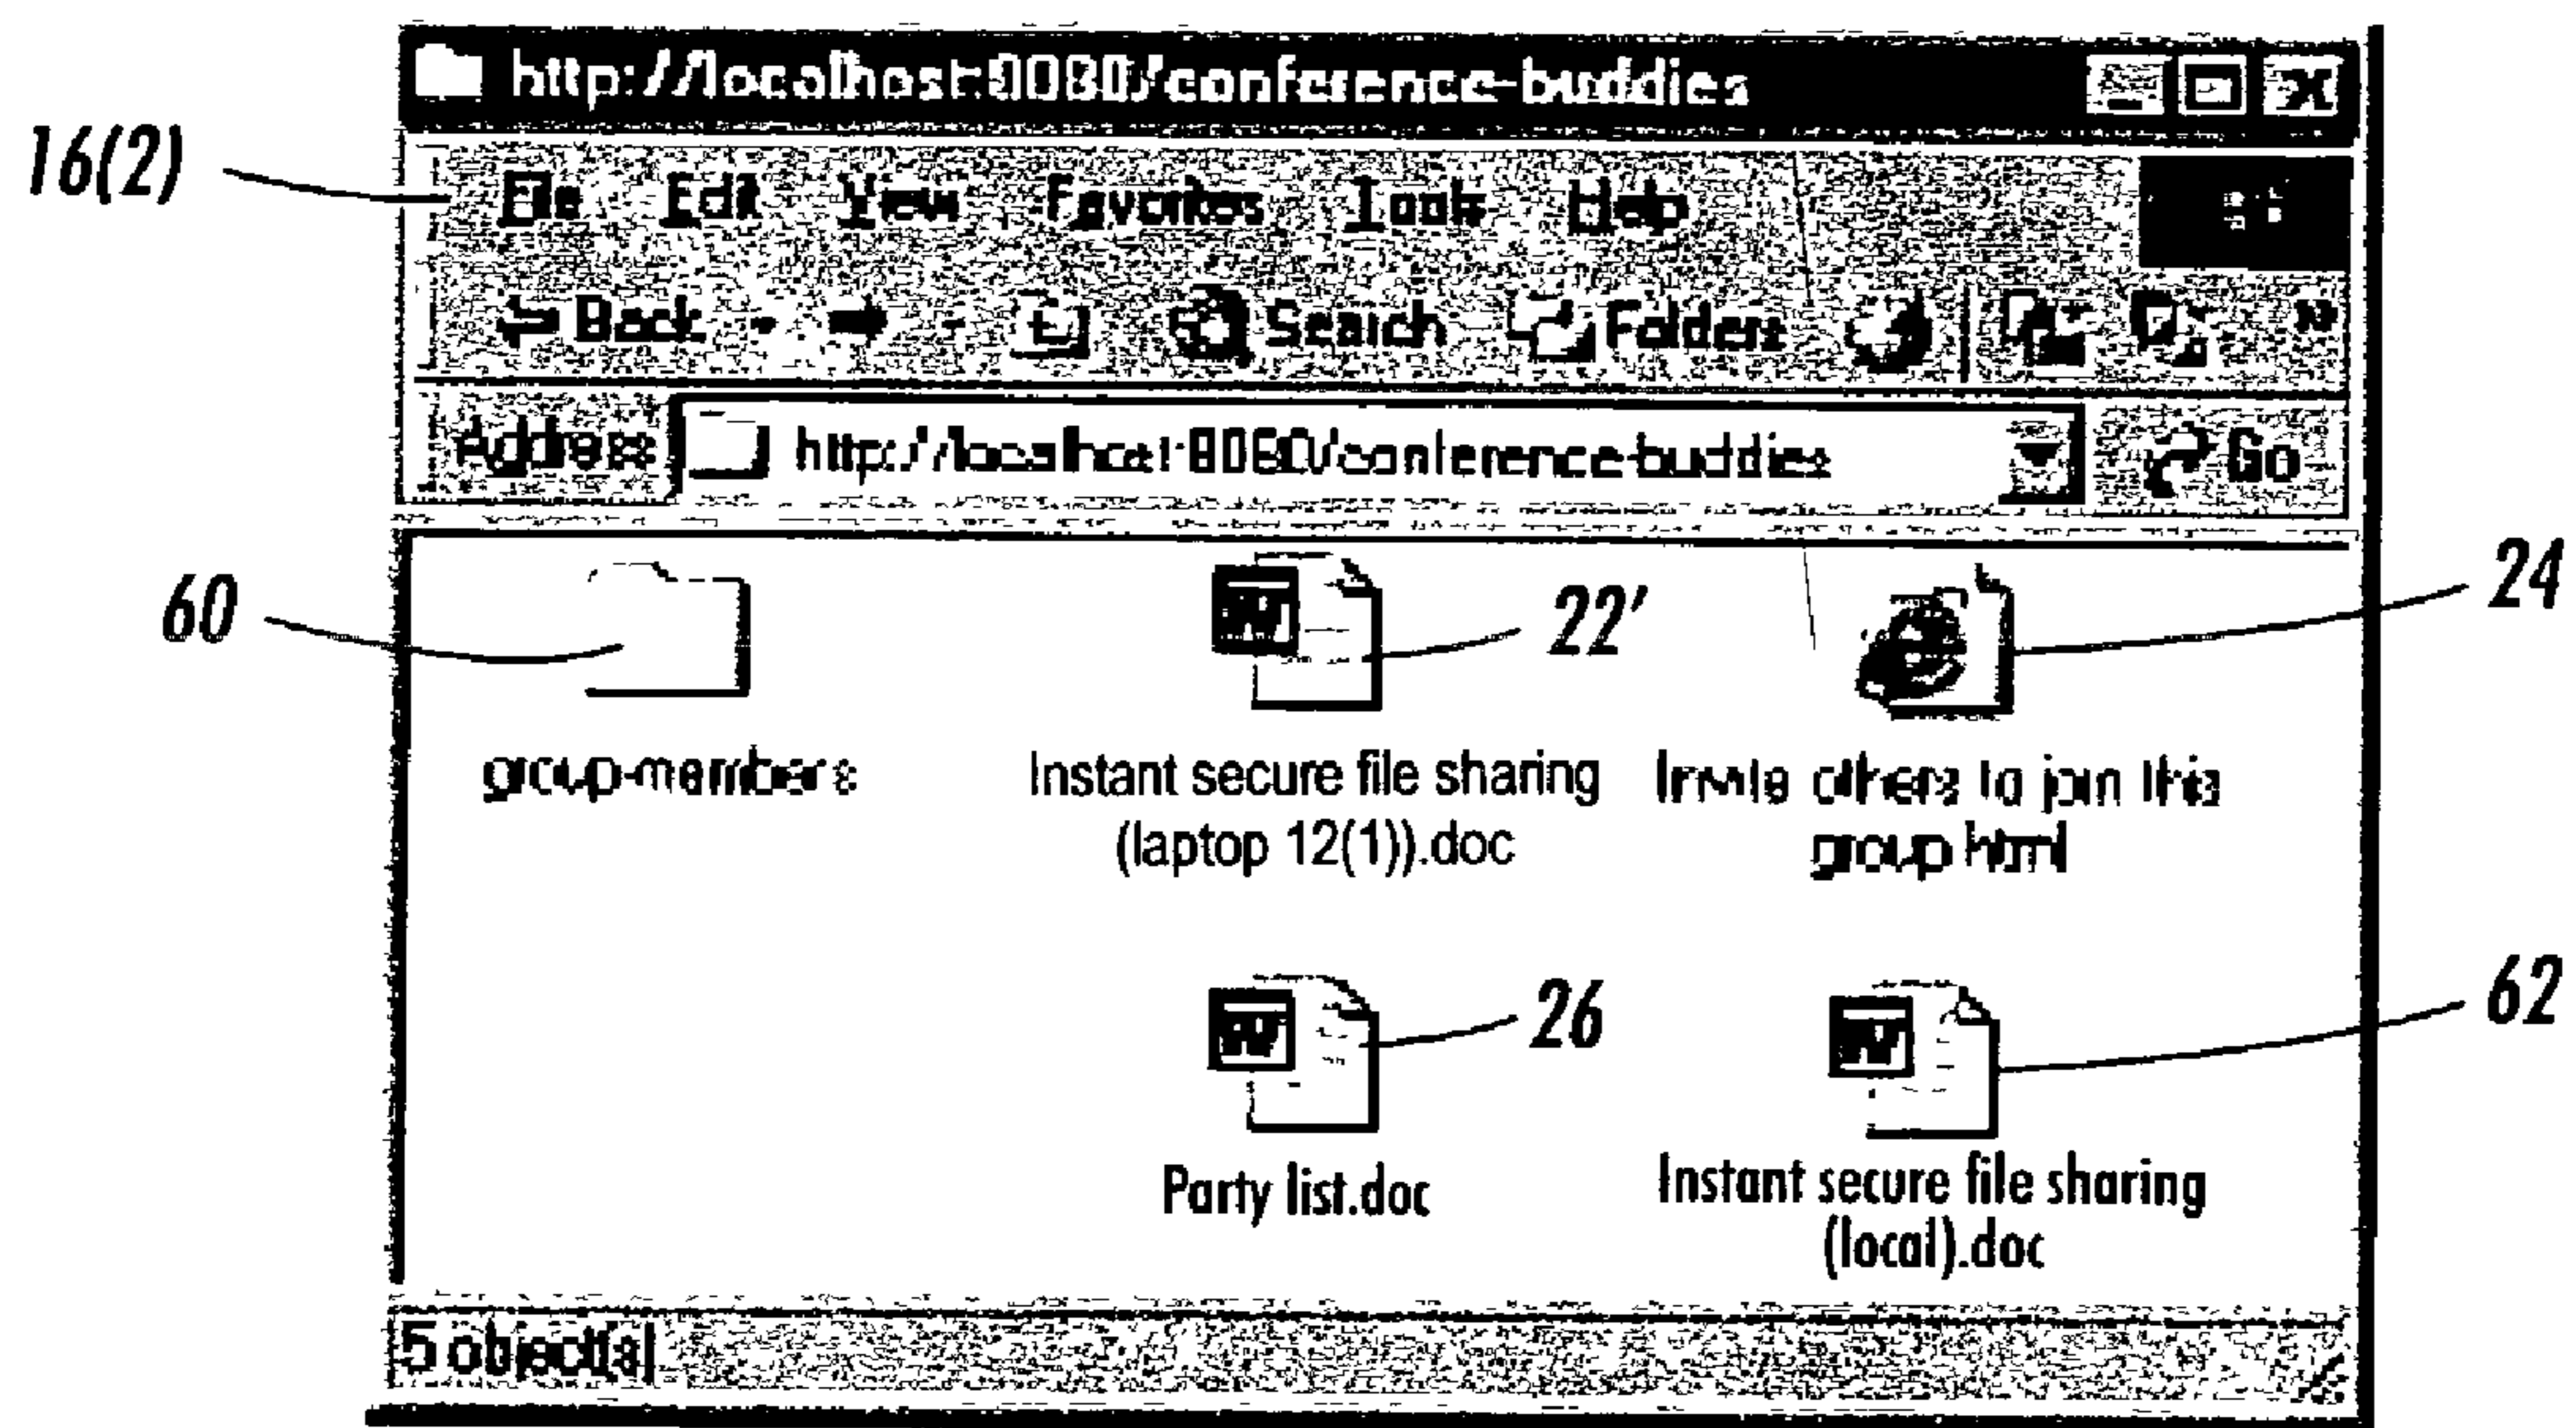 http://localhost:8080/conference-buddies
16(2)
File Edit View Favorites Tools Help
Back Search Folders »
Address http://localhost:8080/conference-buddies Go
60
22'
24
group-members
Instant secure file sharing
(laptop 12(1)).doc
Invite others to join this
group.html
26
62
Party list.doc
Instant secure file sharing
(local).doc
5 object(s)